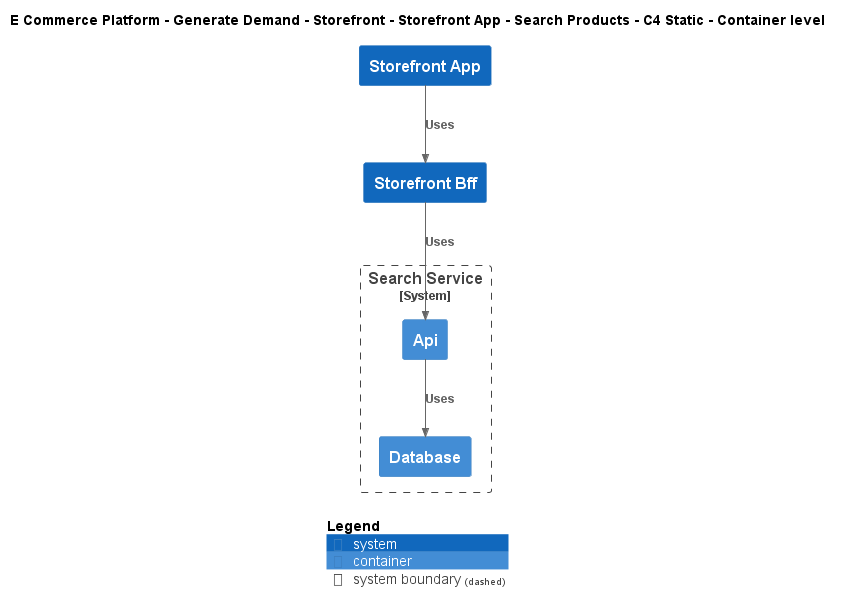 E Commerce Platform - Generate Demand - Storefront - Storefront App - Search Products - C4 Static - Container level
Storefront App
Uses
Storefront Bff
Uses
Search Service
[System]
Api
Uses
Database
Legend
system
container
system boundary (dashed)